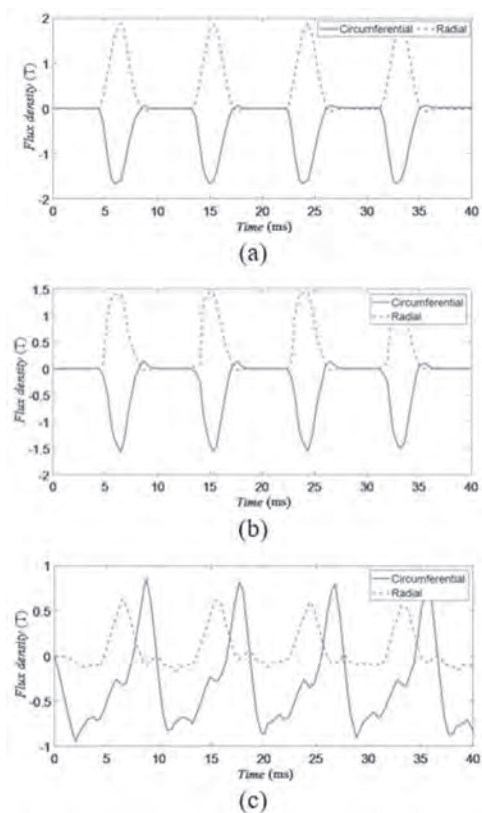 2
Circumferential Radial
1
0
-1
-2
0 5 10 15 20 25 30 35 40
Flux density (T)
Time (ms)
(a)
1.5
Circumferential
Radial
1
0.5
0
-0.5
-1
-1.5
-2
0 5 10 15 20 25 30 35 40
Flux density (T)
Time (ms)
(b)
1
Circumferential
Radial
0.5
0
-0.5
-1
0 5 10 15 20 25 30 35 40
Flux density (T)
Time (ms)
(c)